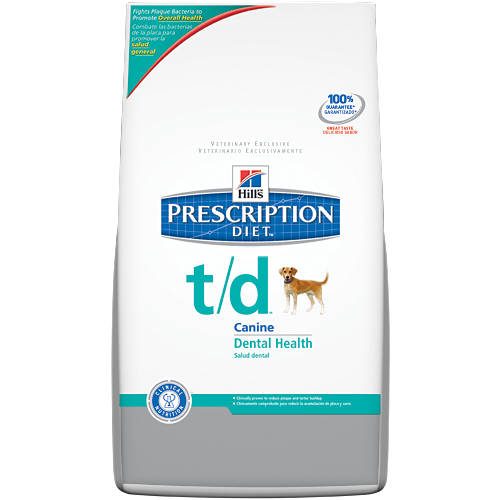 Fights Plaque Bacteria to
Promote Overall Health
Combate las bacterias
de la placa para
promover la
salud
general
100%
GUARANTEE*
GARANTIZADO*
GREAT TASTE
DELICIOSO SABOR
VETERINARY EXCLUSIVE
VETERINARIO EXCLUSIVAMENTE
Hill's
PRESCRIPTION
DIET™
t/d™
Canine
Dental Health
Salud dental
CLINICAL NUTRITION
• Clinically proven to reduce plaque and tartar buildup
• Clínicamente comprobado para reducir la acumulación de placa y sarro